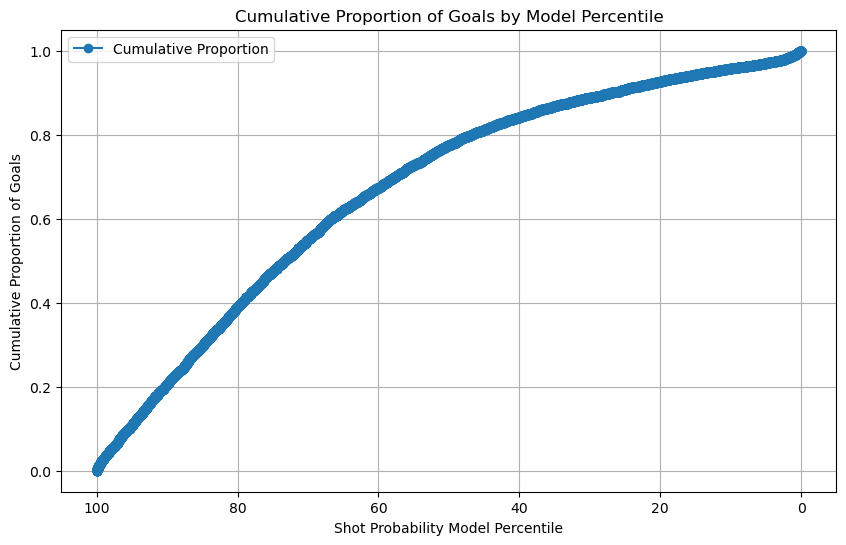 Cumulative Proportion of Goals by Model Percentile
Cumulative Proportion
1.0
0.8
0.6
0.4
0.2
0.0
Cumulative Proportion of Goals
100 80 60 40 20 0
Shot Probability Model Percentile